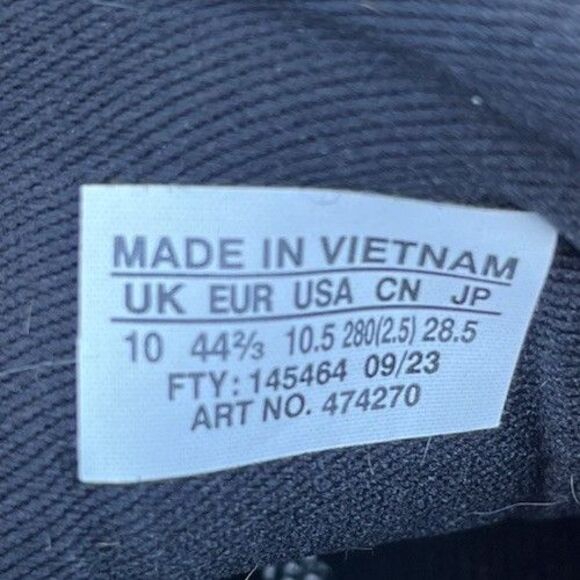 MADE IN VIETNAM
UK EUR USA CN JP
10 44⅔ 10.5 280(2.5) 28.5
FTY: 145464 09/23
ART NO. 474270